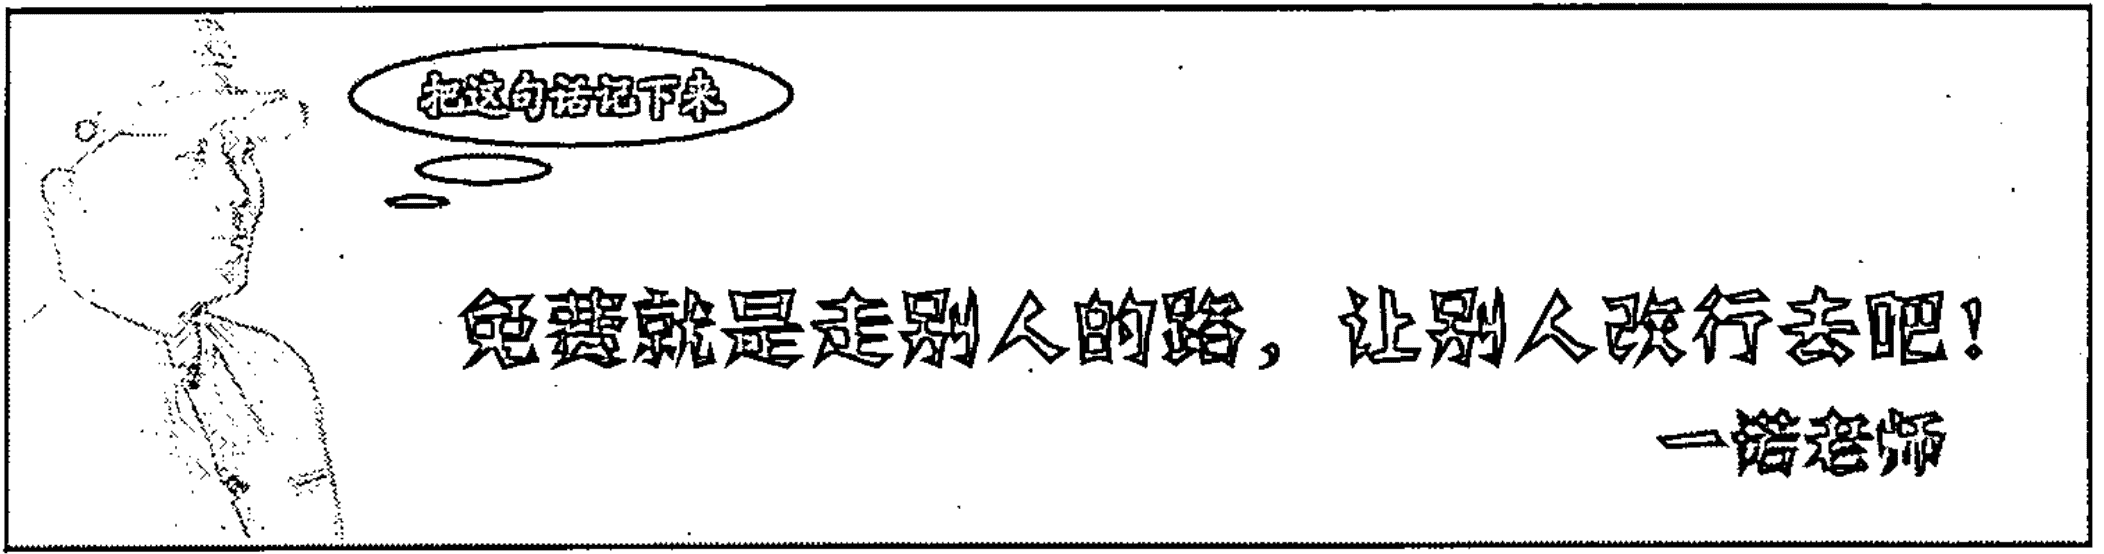 把这句话记下来
免费就是走别人的路，让别人改行去吧！
一诺老师